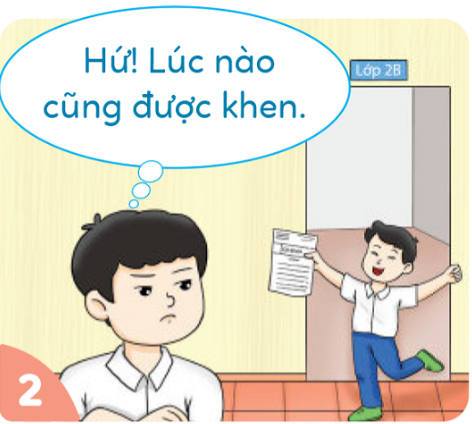 Hứ! Lúc nào
cũng được khen.
Lớp 2B
2